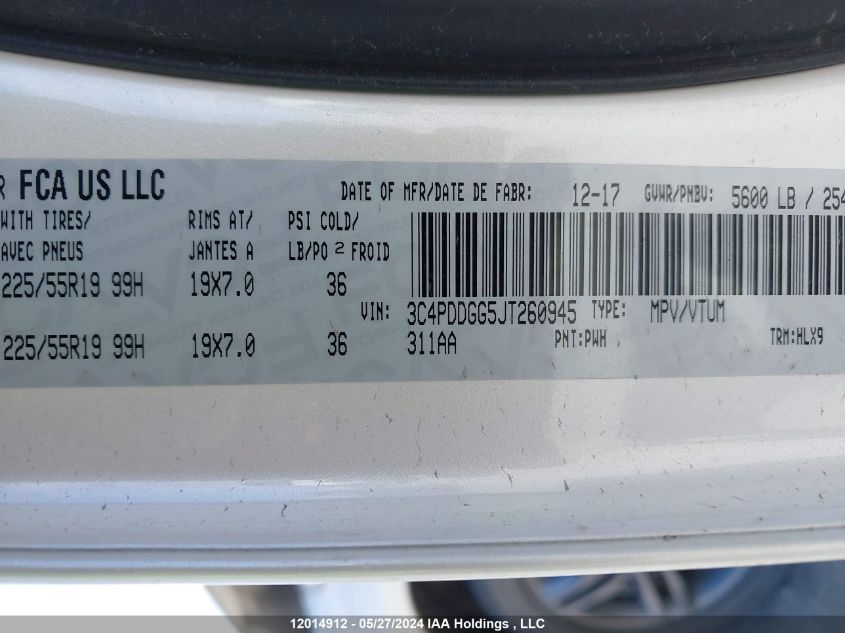 FCA US LLC DATE OF MFR/DATE DE FABR: 12-17 GVWR/PNBV: 5600 LB / 254
WITH TIRES/ RIMS AT/ PSI COLD/
AVEC PNEUS JANTES A LB/PO 2 FROID
225/55R19 99H 19X7.0 36
VIN: 3C4PDDGG5JT260945 TYPE: MPV/VTUM
225/55R19 99H 19X7.0 36 311AA PNT:PWH TRM:HLX9
12014912 - 05/27/2024 IAA Holdings , LLC